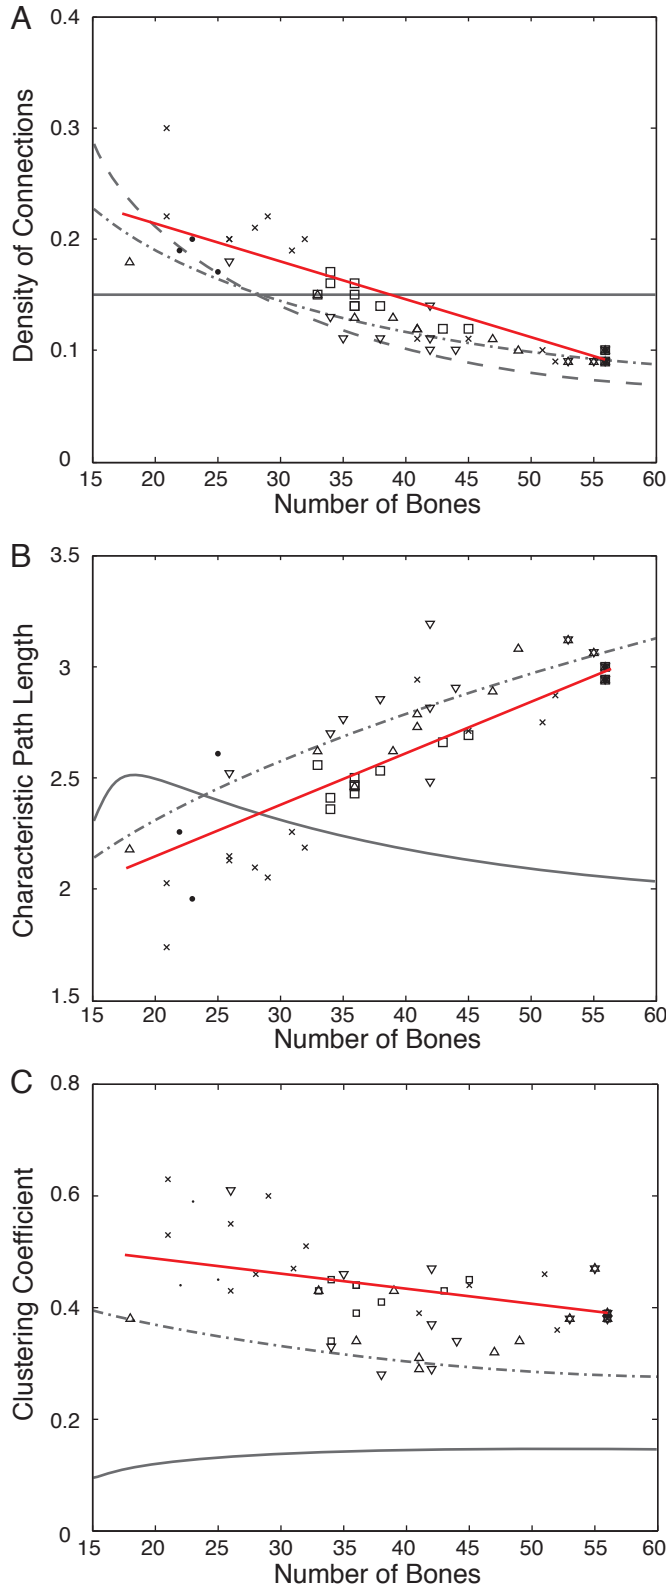 A
0.4
0.3
0.2
0.1
0
Density of Connections
15 20 25 30 35 40 45 50 55 60
Number of Bones
B
3.5
3
2.5
2
1.5
Characteristic Path Length
15 20 25 30 35 40 45 50 55 60
Number of Bones
C
0.8
0.6
0.4
0.2
0
Clustering Coefficient
15 20 25 30 35 40 45 50 55 60
Number of Bones